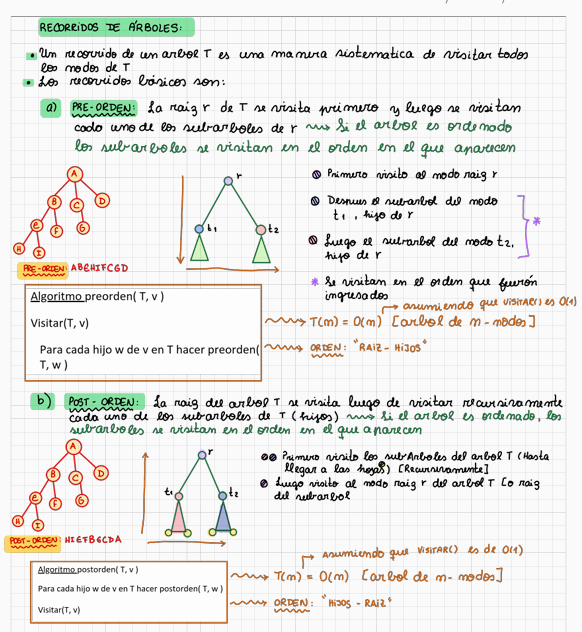 RECORRIDOS DE ÁRBOLES:
Un recorrido de un arbol T es una manera sistematica de visitar todos
los nodos de T
Los recorridos básicos son:
a) PRE-ORDEN: La raiz r de T se visita primero y luego se visitan
cada uno de los subarboles de r ~~> Si el arbol es ordenado
los subarboles se visitan en el orden en el que aparecen
A
B C D
E F G
H I
PRE-ORDEN: ABEHIFCGD
r
t1 t2
Primero visito al nodo raiz r
Despues el subarbol del nodo
t1, hijo de r
Luego el subarbol del nodo t2,
hijo de r
*
* Se visitan en el orden que fuerón
ingresados
Algoritmo preorden( T, v )
Visitar(T, v)
Para cada hijo w de v en T hacer preorden(
T, w )
asumiendo que VISITAR() es O(1)
T(m) = O(m) [arbol de m-nodos]
ORDEN: "RAIZ - HIJOS"
b) POST-ORDEN: La raiz del arbol T se visita luego de visitar recursivamente
cada uno de los subarboles de T (hijos) ~~> Si el arbol es ordenado, los
subarboles se visitan en el orden en el que aparecen
A
B C D
E F G
H I
POST-ORDEN: HIEFBGCDA
r
t1 t2
Primero visito los subArboles del arbol T (Hasta
llegar a las hojas) [Recursivamente]
Luego visito al nodo raiz r del arbol T [o raiz
del subarbol
Algoritmo postorden( T, v )
Para cada hijo w de v en T hacer postorden( T, w )
Visitar(T, v)
asumiendo que VISITAR() es de O(1)
T(m) = O(m) [arbol de m-nodos]
ORDEN: "HIJOS - RAIZ"